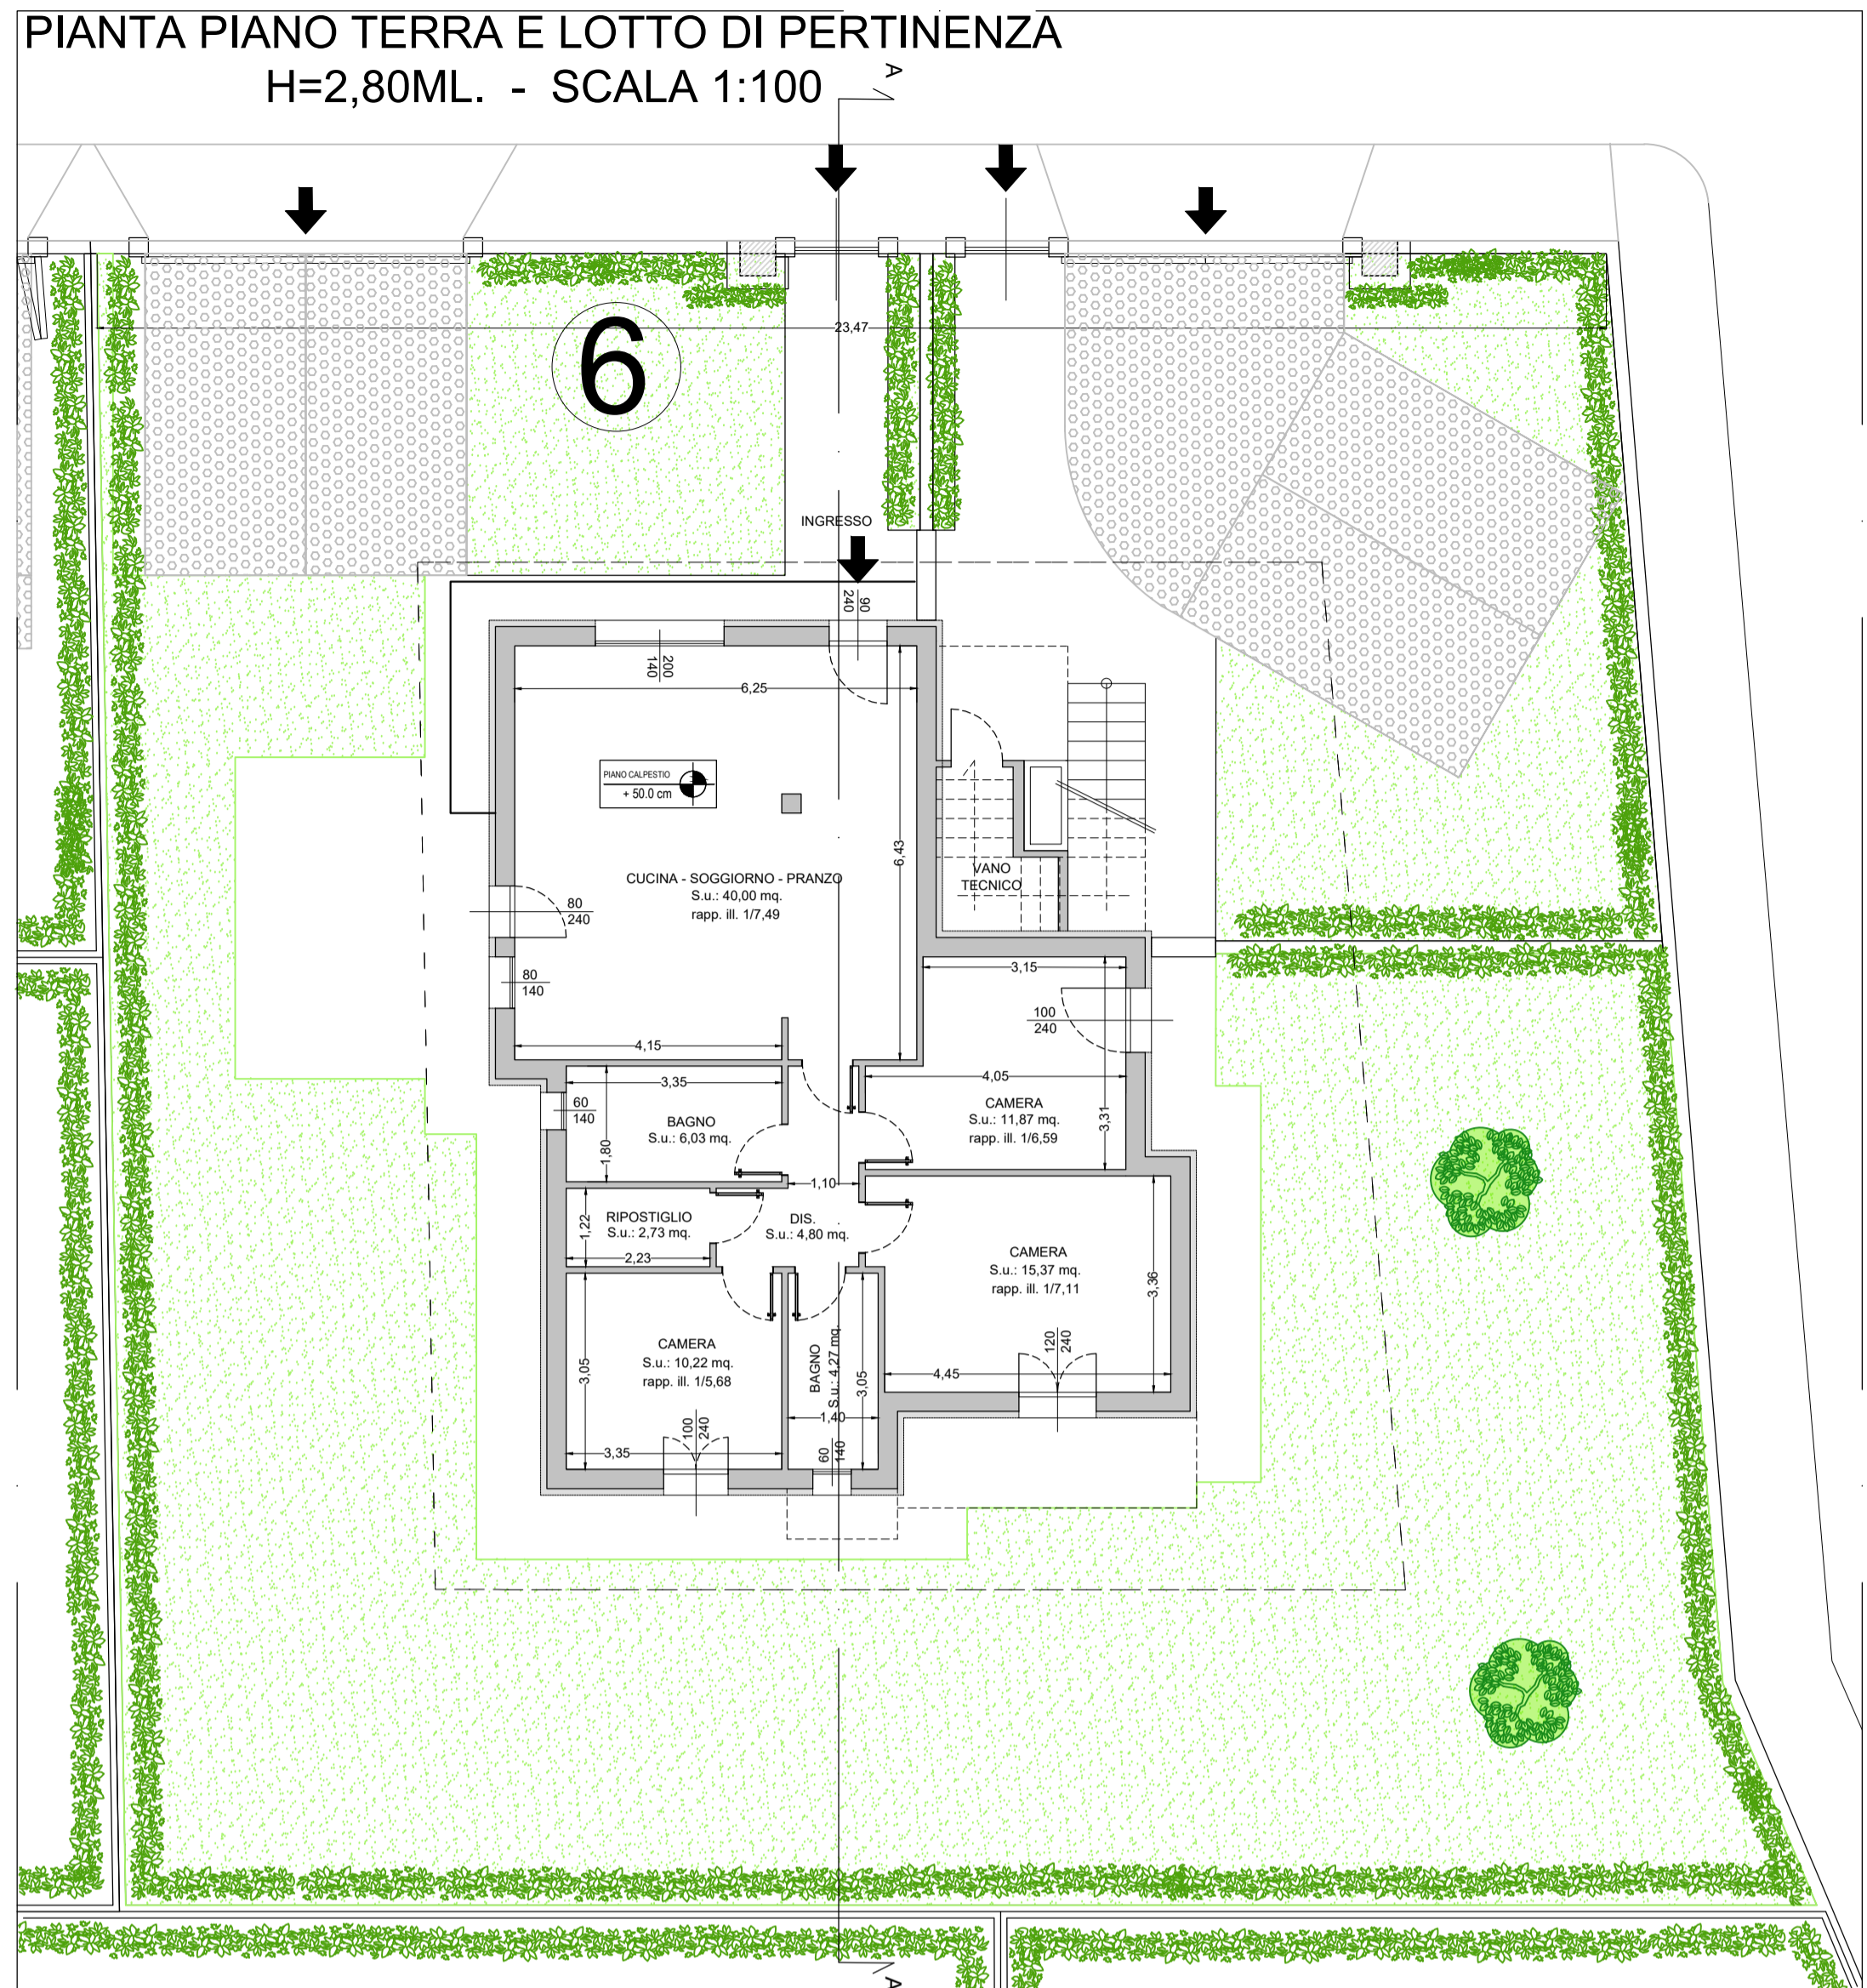 PIANTA PIANO TERRA E LOTTO DI PERTINENZA
H=2,80ML. - SCALA 1:100
A
6
23,47
INGRESSO
90
240
200
140
6,25
PIANO CALPESTIO
+ 50.0 cm
6,43
CUCINA - SOGGIORNO - PRANZO
S.u.: 40,00 mq.
rapp. ill. 1/7,49
VANO
TECNICO
80
240
80
140
3,15
100
240
4,15
3,35
4,05
60
140
BAGNO
S.u.: 6,03 mq.
1,80
CAMERA
S.u.: 11,87 mq.
rapp. ill. 1/6,59
3,31
1,10
RIPOSTIGLIO
S.u.: 2,73 mq.
1,22
2,23
DIS.
S.u.: 4,80 mq.
CAMERA
S.u.: 15,37 mq.
rapp. ill. 1/7,11
3,36
CAMERA
S.u.: 10,22 mq.
rapp. ill. 1/5,68
3,05
BAGNO
S.u.: 4,27 mq.
3,05
120
240
4,45
1,40
100
240
3,35
60
140
A